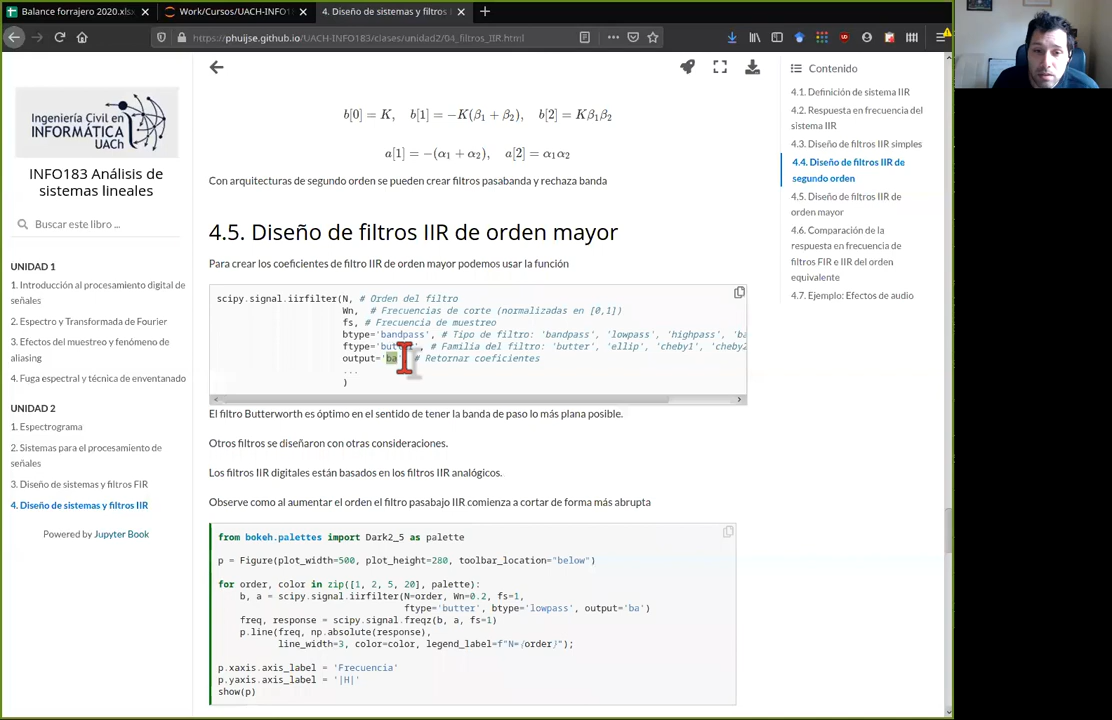 Balance forrajero 2020.xlsx
Work/Cursos/UACH-INFO1
4. Diseño de sistemas y filtros
https://phuijse.github.io/UACH-INFO183/clases/unidad2/04_filtros_IIR.html
Ingeniería Civil en
INFORMÁTICA
UACh
INFO183 Análisis de
sistemas lineales
Buscar este libro ...
UNIDAD 1
1. Introducción al procesamiento digital de
señales
2. Espectro y Transformada de Fourier
3. Efectos del muestreo y fenómeno de
aliasing
4. Fuga espectral y técnica de enventanado
UNIDAD 2
1. Espectrograma
2. Sistemas para el procesamiento de
señales
3. Diseño de sistemas y filtros FIR
4. Diseño de sistemas y filtros IIR
Powered by Jupyter Book
b[0] = K, b[1] = −K(β₁ + β₂), b[2] = Kβ₁β₂
a[1] = −(α₁ + α₂), a[2] = α₁α₂
Con arquitecturas de segundo orden se pueden crear filtros pasabanda y rechaza banda
4.5. Diseño de filtros IIR de orden mayor
Para crear los coeficientes de filtro IIR de orden mayor podemos usar la función
scipy.signal.iirfilter(N, # Orden del filtro
Wn, # Frecuencias de corte (normalizadas en [0,1])
fs, # Frecuencia de muestreo
btype='bandpass', # Tipo de filtro: 'bandpass', 'lowpass', 'highpass', 'ba
ftype='butter', # Familia del filtro: 'butter', 'ellip', 'cheby1', 'cheby2
output='ba' # Retornar coeficientes
...
)
El filtro Butterworth es óptimo en el sentido de tener la banda de paso lo más plana posible.
Otros filtros se diseñaron con otras consideraciones.
Los filtros IIR digitales están basados en los filtros IIR analógicos.
Observe como al aumentar el orden el filtro pasabajo IIR comienza a cortar de forma más abrupta
from bokeh.palettes import Dark2_5 as palette
p = Figure(plot_width=500, plot_height=280, toolbar_location="below")
for order, color in zip([1, 2, 5, 20], palette):
b, a = scipy.signal.iirfilter(N=order, Wn=0.2, fs=1,
ftype='butter', btype='lowpass', output='ba')
freq, response = scipy.signal.freqz(b, a, fs=1)
p.line(freq, np.absolute(response),
line_width=3, color=color, legend_label=f"N={order}");
p.xaxis.axis_label = 'Frecuencia'
p.yaxis.axis_label = '|H|'
show(p)
Contenido
4.1. Definición de sistema IIR
4.2. Respuesta en frecuencia del
sistema IIR
4.3. Diseño de filtros IIR simples
4.4. Diseño de filtros IIR de
segundo orden
4.5. Diseño de filtros IIR de
orden mayor
4.6. Comparación de la
respuesta en frecuencia de
filtros FIR e IIR del orden
equivalente
4.7. Ejemplo: Efectos de audio